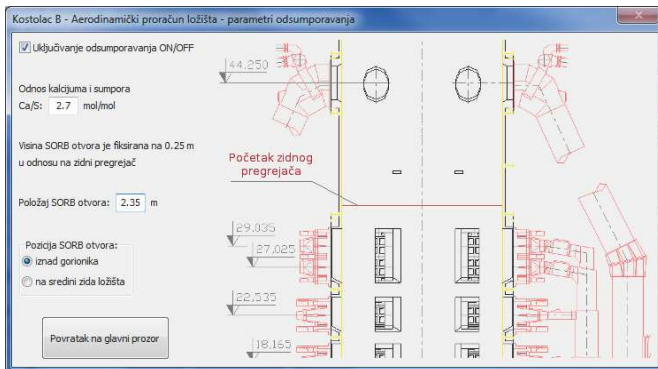 Kostolac B - Aerodinamički proračun ložišta - parametri odsumporavanja
Uključivanje odsumporavanja ON/OFF
Odnos kalcijuma i sumpora
Ca/S: 2.7 mol/mol
Visina SORB otvora je fiksirana na 0.25 m
u odnosu na zidni pregrejač
Položaj SORB otvora: 2.35 m
Pozicija SORB otvora:
iznad gorionika
na sredini zida ložišta
Povratak na glavni prozor
44.250
Početak zidnog
pregrejača
29.035
27.025
22.535
18.165